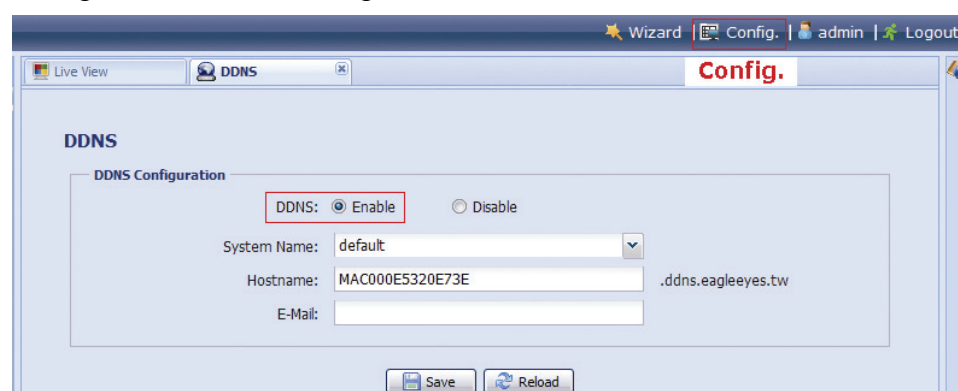 Wizard | Config. | admin | Logout
Live View DDNS
Config.
DDNS
DDNS Configuration
DDNS: Enable Disable
System Name: default
Hostname: MAC000E5320E73E .ddns.eagleeyes.tw
E-Mail:
Save Reload